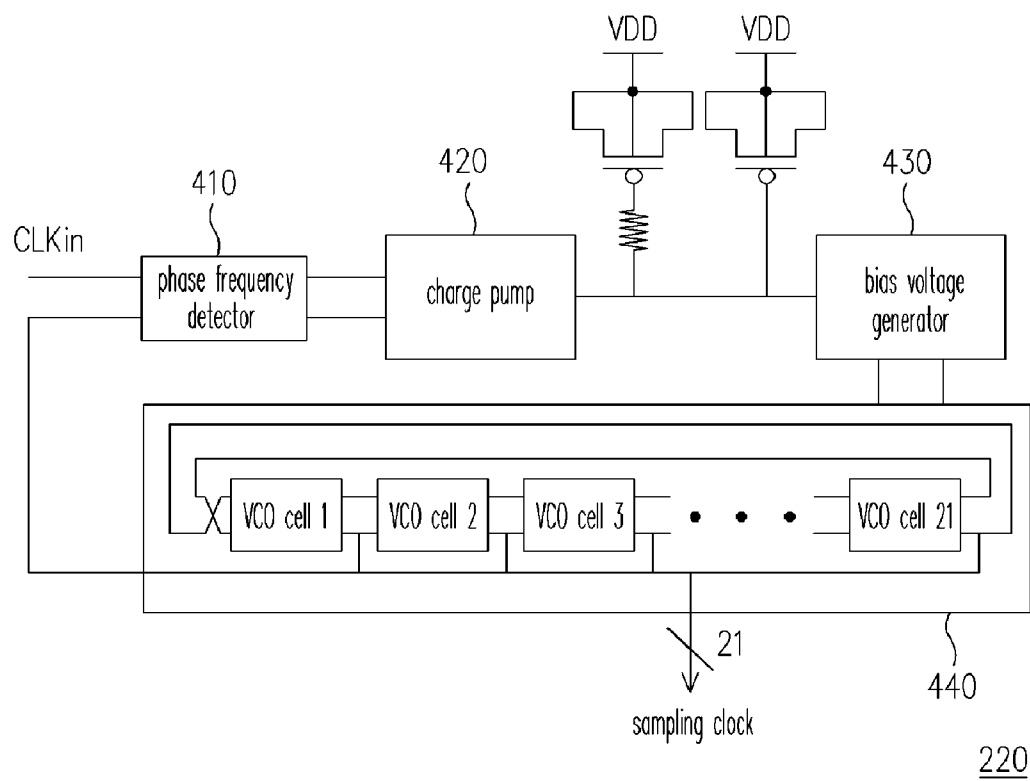 VDD
VDD
410
420
430
CLKin
phase frequency
detector
charge pump
bias voltage
generator
VCO cell 1
VCO cell 2
VCO cell 3
VCO cell 21
21
440
sampling clock
220